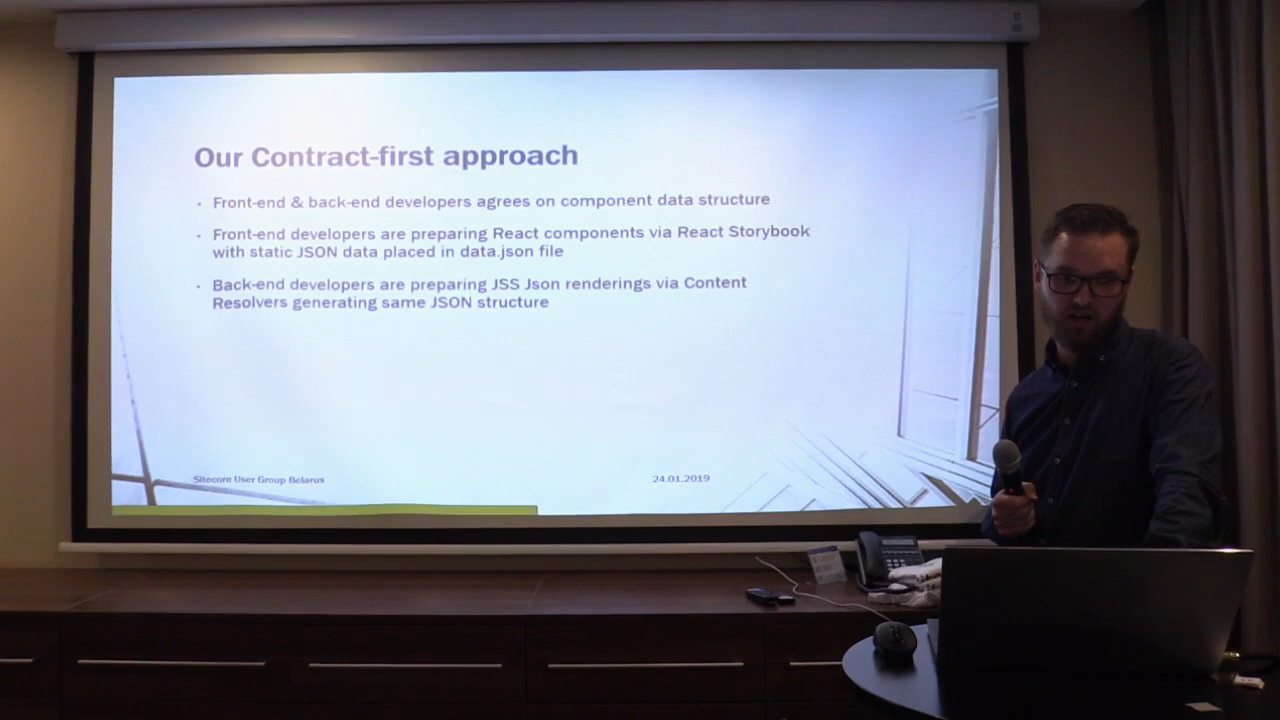 Our Contract-first approach
• Front-end & back-end developers agrees on component data structure
• Front-end developers are preparing React components via React Storybook
with static JSON data placed in data.json file
• Back-end developers are preparing JSS Json renderings via Content
Resolvers generating same JSON structure
Sitecore User Group Belarus
24.01.2019